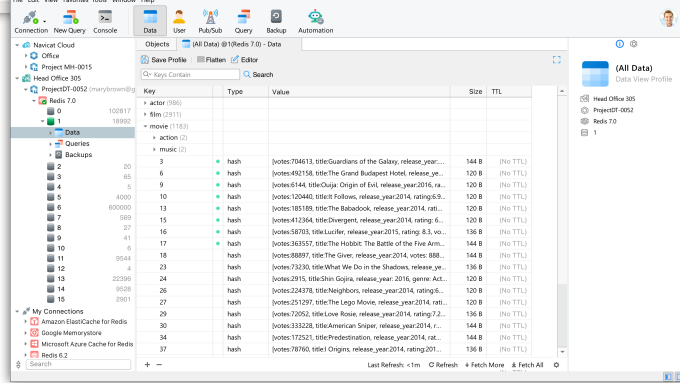 File Edit View Favorites Tools Window Help
Connection New Query Console Data User Pub/Sub Query Backup Automation
Navicat Cloud
Office
Project MH-0015
Head Office 305
ProjectDT-0052 (marybrown@g
Redis 7.0
0 102817
1 18992
Data
Queries
Backups
2 20
3 65
4 5
5 4000
6 600000
7 569
8 27
9 41
10 6
11 9544
12 4
13 22396
14 9528
15 2901
My Connections
Amazon ElastiCache for Redis
Google Memorystore
Microsoft Azure Cache for Redis
Redis 6.2
Search
Objects (All Data) @1(Redis 7.0) - Data
Save Profile Flatten Editor
Keys Contain Search
Key Type Value Size TTL
actor (986)
film (2911)
movie (1183)
action (2)
music (2)
3 hash [votes:704613, title:Guardians of the Galaxy, release_year:... 144 B (No TTL)
6 hash [votes:492158, title:The Grand Budapest Hotel, release_ye... 120 B (No TTL)
9 hash [votes:6144, title:Ouija: Origin of Evil, release_year:2016, ra... 120 B (No TTL)
10 hash [votes:120440, title:It Follows, release_year:2014, rating:6.9... 120 B (No TTL)
13 hash [votes:185189, title:The Babadook, release_year:2014, rati... 120 B (No TTL)
15 hash [votes:412364, title:Divergent, release_year:2014, rating: 6... 120 B (No TTL)
16 hash [votes:58703, title:Lucifer, release_year:2015, rating: 8.3, vo... 136 B (No TTL)
17 hash [votes:363557, title:The Hobbit: The Battle of the Five Arm... 144 B (No TTL)
18 hash [votes:88897, title:The Giver, release_year:2014, votes: 888... 144 B (No TTL)
23 hash [votes:73230, title:What We Do in the Shadows, release_ye... 136 B (No TTL)
24 hash [votes:2915, title:Shin Gojira, release_year: 2016, genre: Act... 120 B (No TTL)
26 hash [votes:224378, title:Neighbors, release_year:2014, rating:6... 120 B (No TTL)
27 hash [votes:251297, title:The Lego Movie, release_year:2014, rati... 120 B (No TTL)
29 hash [votes:72052, title:Love Rosie, release_year:2014, rating:7.2... 136 B (No TTL)
30 hash [votes:333228, title:American Sniper, release_year:2014, r... 144 B (No TTL)
34 hash [votes:172521, title:Predestination, release_year:2014, rat... 144 B (No TTL)
37 hash [votes:78760, title:I Origins, release_year:2014, rating:201... 136 B (No TTL)
+ − Last Refresh: <1m Refresh Fetch More Fetch All
(All Data)
Data View Profile
Head Office 305
ProjectDT-0052
Redis 7.0
1